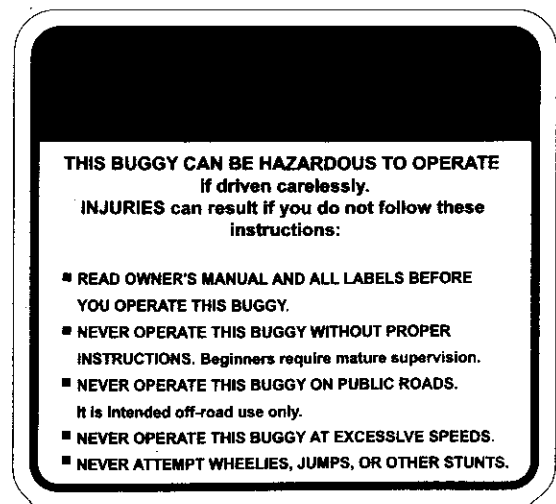 THIS BUGGY CAN BE HAZARDOUS TO OPERATE
if driven carelessly.
INJURIES can result if you do not follow these
instructions:
■ READ OWNER'S MANUAL AND ALL LABELS BEFORE
YOU OPERATE THIS BUGGY.
■ NEVER OPERATE THIS BUGGY WITHOUT PROPER
INSTRUCTIONS. Beginners require mature supervision.
■ NEVER OPERATE THIS BUGGY ON PUBLIC ROADS.
It is Intended off-road use only.
■ NEVER OPERATE THIS BUGGY AT EXCESSLVE SPEEDS.
■ NEVER ATTEMPT WHEELIES, JUMPS, OR OTHER STUNTS.